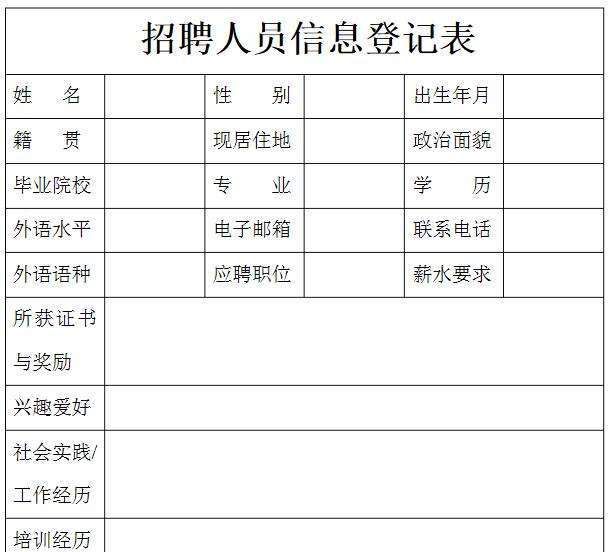 招聘人员信息登记表
姓 名 性 别 出生年月
籍 贯 现居住地 政治面貌
毕业院校 专 业 学 历
外语水平 电子邮箱 联系电话
外语语种 应聘职位 薪水要求
所获证书
与奖励
兴趣爱好
社会实践/
工作经历
培训经历